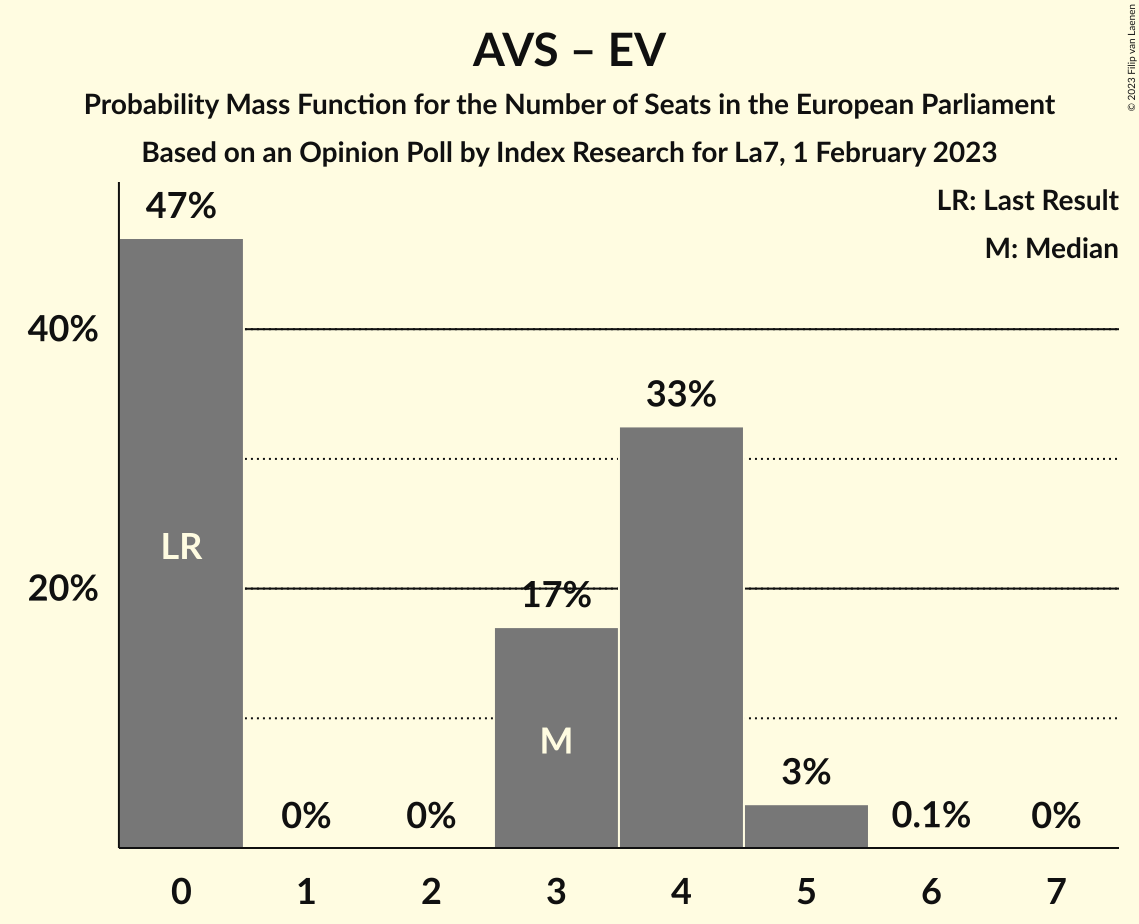 AVS – EV
Probability Mass Function for the Number of Seats in the European Parliament
Based on an Opinion Poll by Index Research for La7, 1 February 2023
© 2023 Filip van Laenen
LR: Last Result
M: Median
47%
40%
33%
LR
20%
17%
M
3%
0%
0%
0.1%
0%
0
1
2
3
4
5
6
7